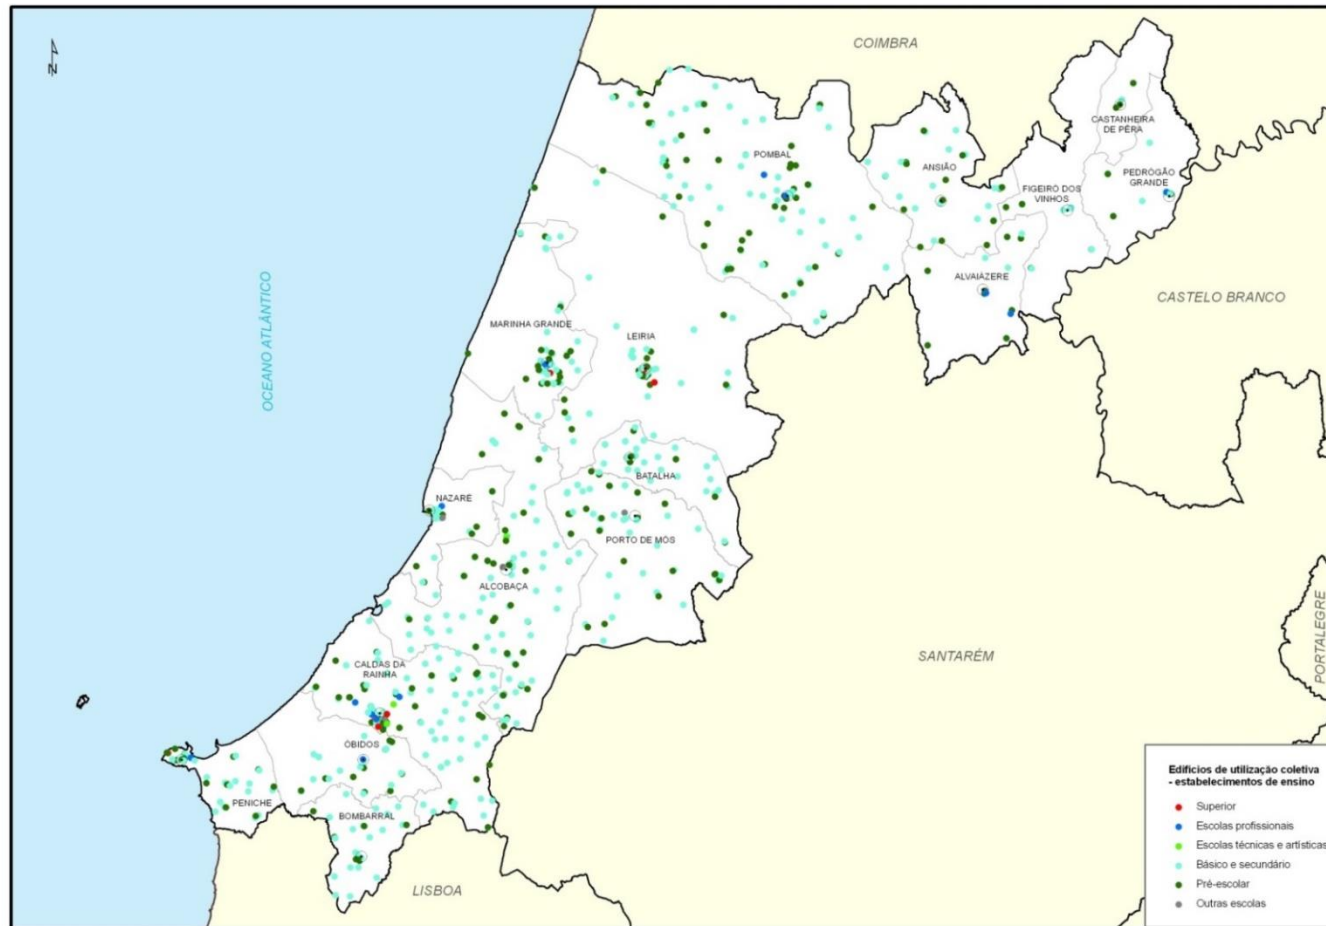 N
COIMBRA
CASTANHEIRA
DE PÊRA
POMBAL
ANSIÃO
PEDRÓGÃO
GRANDE
FIGEIRÓ DOS
VINHOS
ALVAIÁZERE
CASTELO BRANCO
OCEANO ATLÂNTICO
MARINHA GRANDE
LEIRIA
BATALHA
NAZARÉ
PORTO DE MÓS
ALCOBAÇA
PORTALEGRE
SANTARÉM
CALDAS DA
RAINHA
ÓBIDOS
PENICHE
BOMBARRAL
LISBOA
Edifícios de utilização coletiva
- estabelecimentos de ensino
Superior
Escolas profissionais
Escolas técnicas e artísticas
Básico e secundário
Pré-escolar
Outras escolas